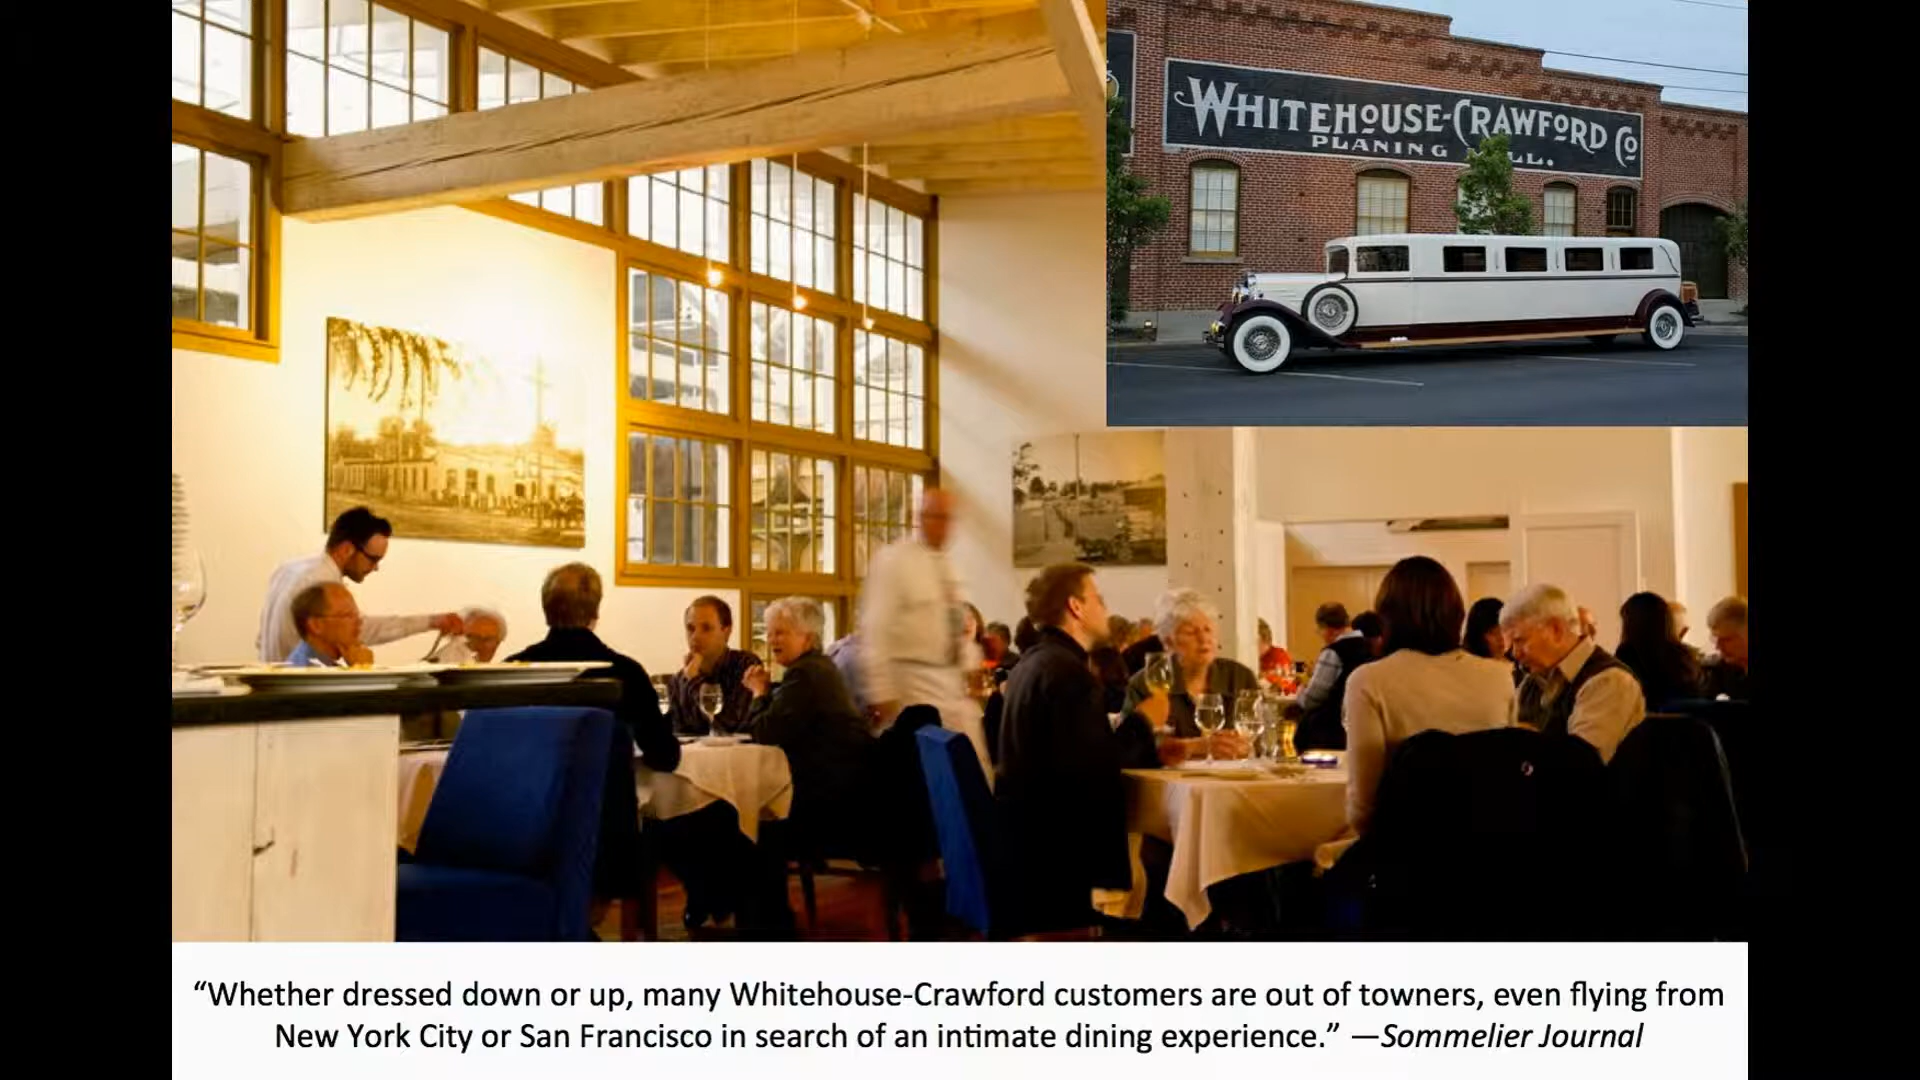 WHITEHOUSE-CRAWFORD Co
PLANING LL.
“Whether dressed down or up, many Whitehouse-Crawford customers are out of towners, even flying from
New York City or San Francisco in search of an intimate dining experience.” —Sommelier Journal